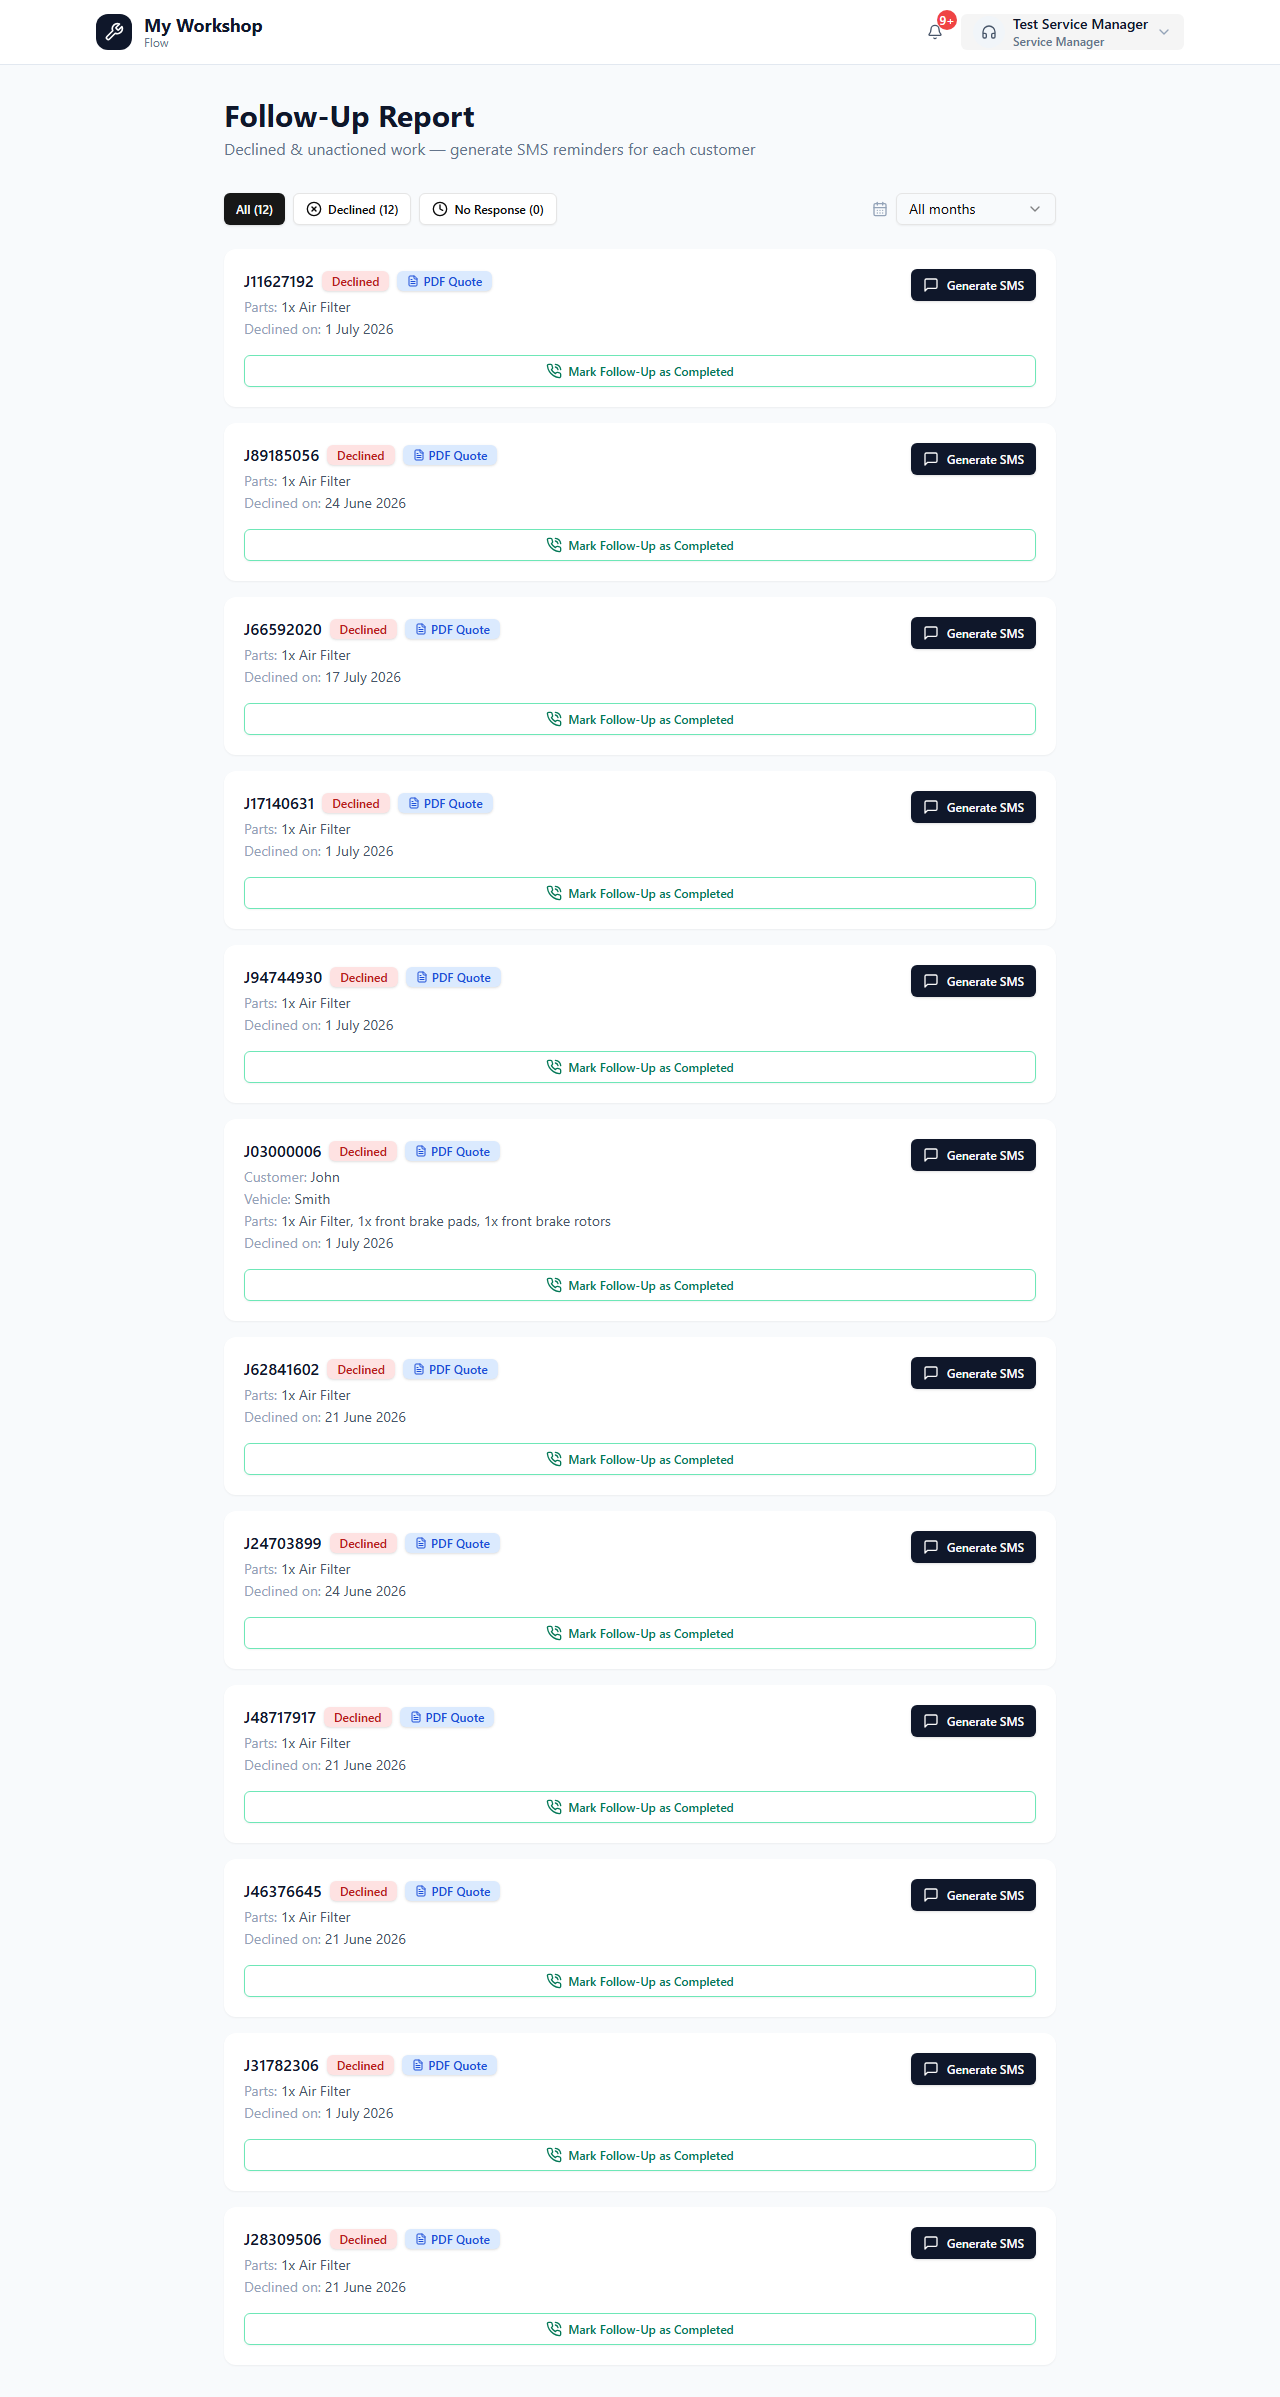 My Workshop
Flow
9+
Test Service Manager
Service Manager
Follow-Up Report
Declined & unactioned work — generate SMS reminders for each customer
All (12)
Declined (12)
No Response (0)
All months
J11627192 Declined PDF Quote
Generate SMS
Parts: 1x Air Filter
Declined on: 1 July 2026
Mark Follow-Up as Completed
J89185056 Declined PDF Quote
Generate SMS
Parts: 1x Air Filter
Declined on: 24 June 2026
Mark Follow-Up as Completed
J66592020 Declined PDF Quote
Generate SMS
Parts: 1x Air Filter
Declined on: 17 July 2026
Mark Follow-Up as Completed
J17140631 Declined PDF Quote
Generate SMS
Parts: 1x Air Filter
Declined on: 1 July 2026
Mark Follow-Up as Completed
J94744930 Declined PDF Quote
Generate SMS
Parts: 1x Air Filter
Declined on: 1 July 2026
Mark Follow-Up as Completed
J03000006 Declined PDF Quote
Generate SMS
Customer: John
Vehicle: Smith
Parts: 1x Air Filter, 1x front brake pads, 1x front brake rotors
Declined on: 1 July 2026
Mark Follow-Up as Completed
J62841602 Declined PDF Quote
Generate SMS
Parts: 1x Air Filter
Declined on: 21 June 2026
Mark Follow-Up as Completed
J24703899 Declined PDF Quote
Generate SMS
Parts: 1x Air Filter
Declined on: 24 June 2026
Mark Follow-Up as Completed
J48717917 Declined PDF Quote
Generate SMS
Parts: 1x Air Filter
Declined on: 21 June 2026
Mark Follow-Up as Completed
J46376645 Declined PDF Quote
Generate SMS
Parts: 1x Air Filter
Declined on: 21 June 2026
Mark Follow-Up as Completed
J31782306 Declined PDF Quote
Generate SMS
Parts: 1x Air Filter
Declined on: 1 July 2026
Mark Follow-Up as Completed
J28309506 Declined PDF Quote
Generate SMS
Parts: 1x Air Filter
Declined on: 21 June 2026
Mark Follow-Up as Completed